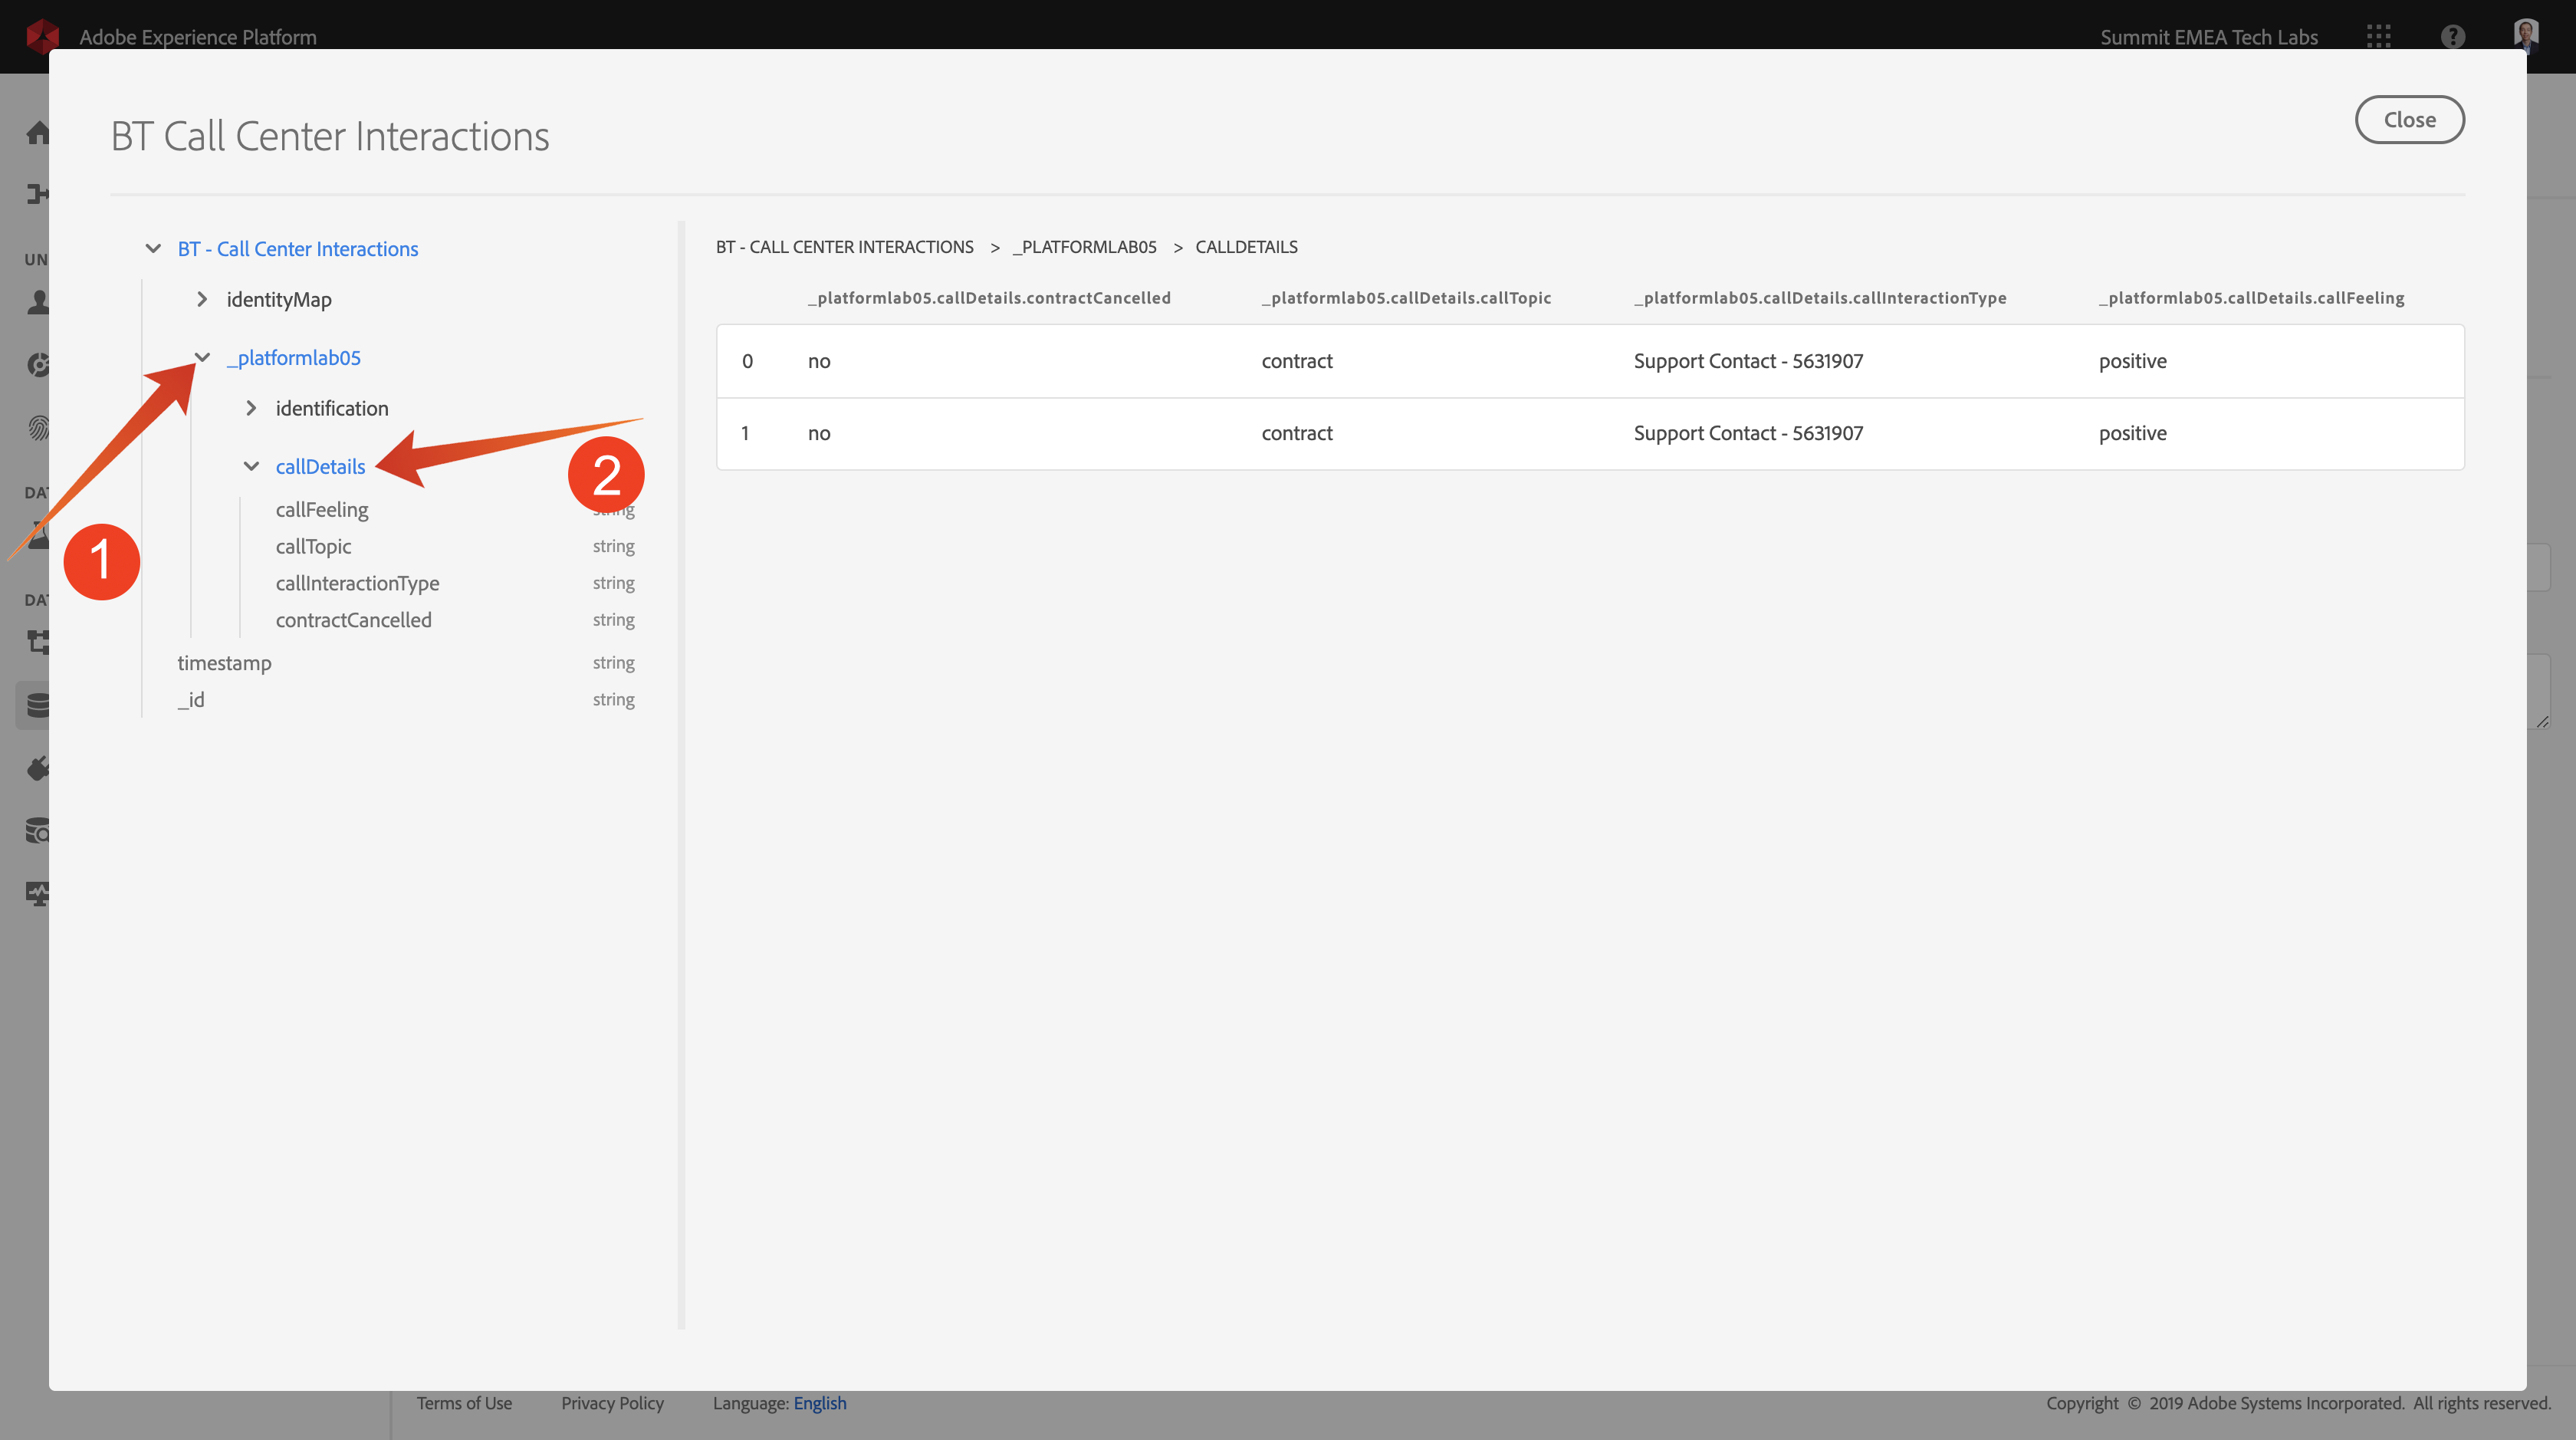 Adobe Experience Platform
Summit EMEA Tech Labs
?
BT Call Center Interactions
Close
UN
DAT
DAT
BT - Call Center Interactions
identityMap
_platformlab05
identification
callDetails
callFeeling
callTopic string
callInteractionType string
contractCancelled string
timestamp string
_id string
1
2
BT - CALL CENTER INTERACTIONS > _PLATFORMLAB05 > CALLDETAILS
_platformlab05.callDetails.contractCancelled _platformlab05.callDetails.callTopic _platformlab05.callDetails.callInteractionType _platformlab05.callDetails.callFeeling
0 no contract Support Contact - 5631907 positive
1 no contract Support Contact - 5631907 positive
Terms of Use Privacy Policy Language: English
Copyright © 2019 Adobe Systems Incorporated. All rights reserved.